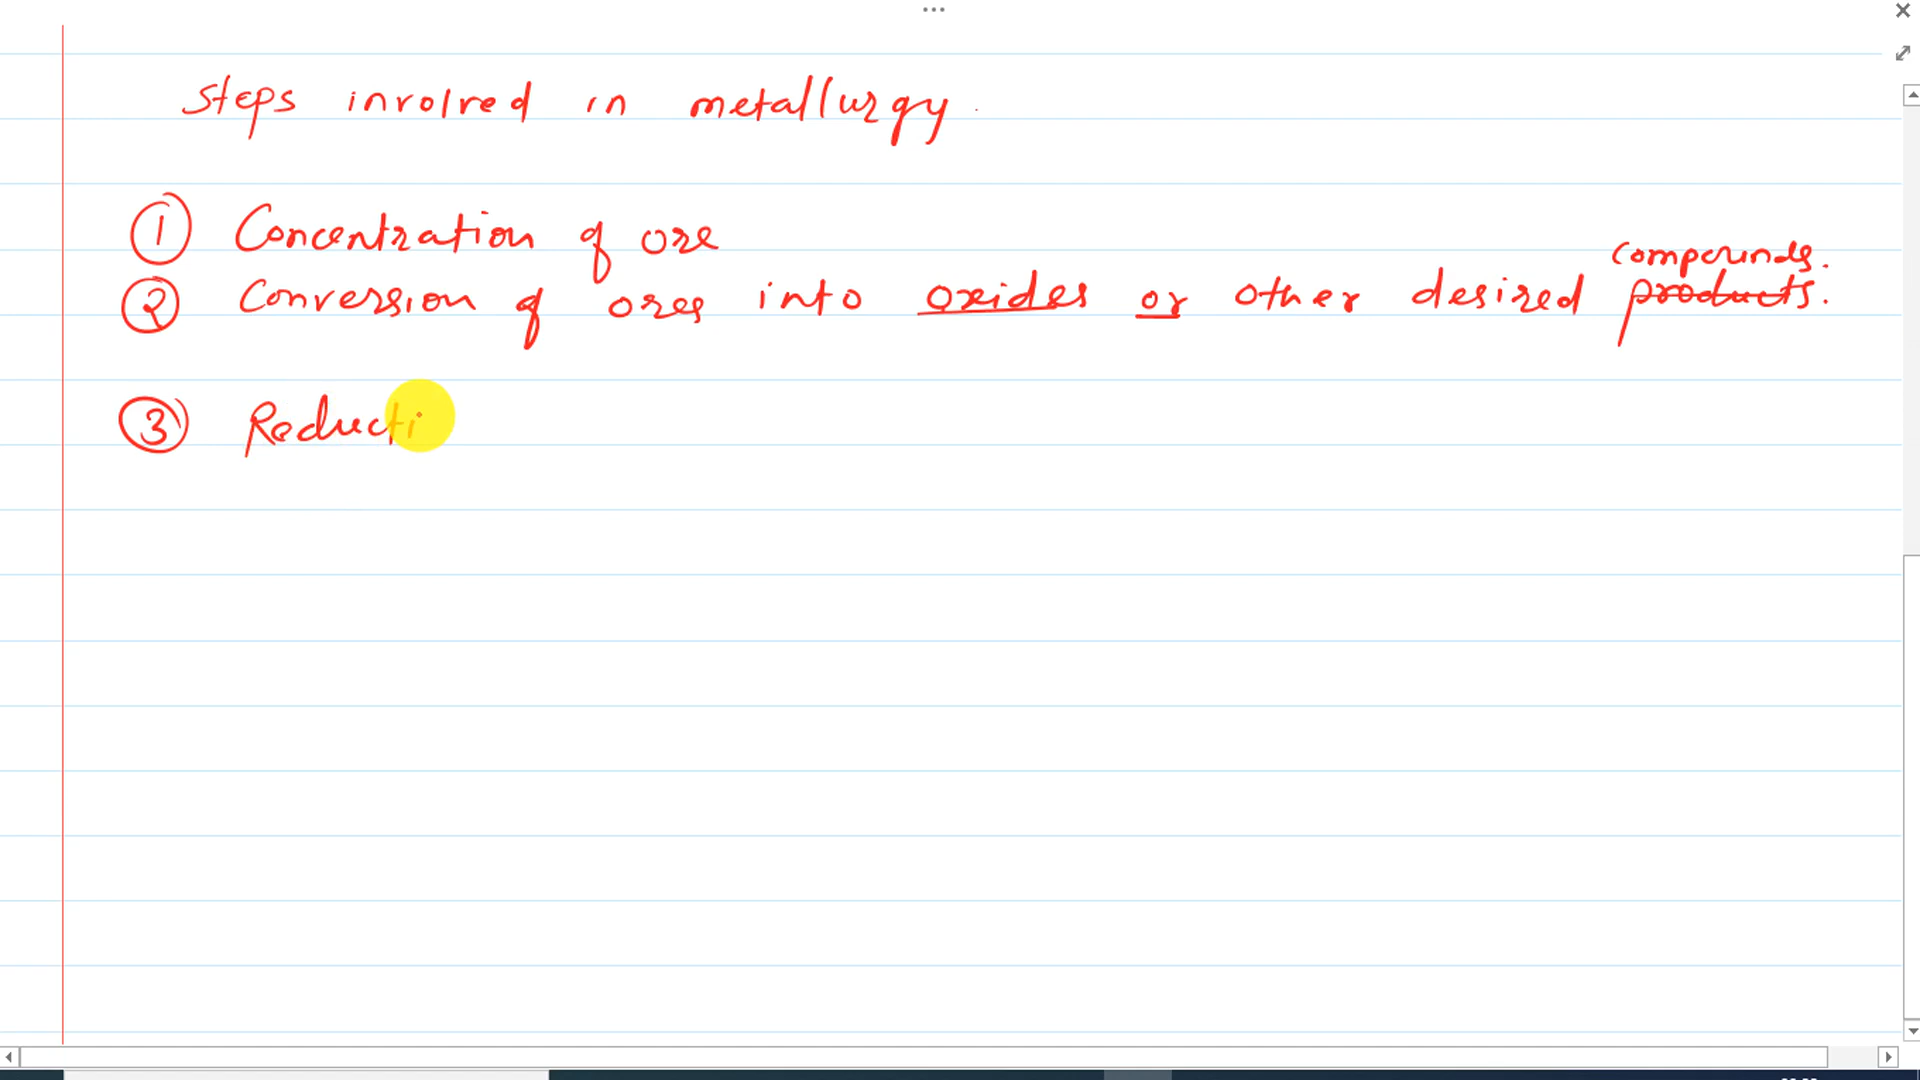 Steps involved in metallurgy.
① Concentration of ore
compounds.
② Conversion of ores into oxides or other desired products.
③ Reducti